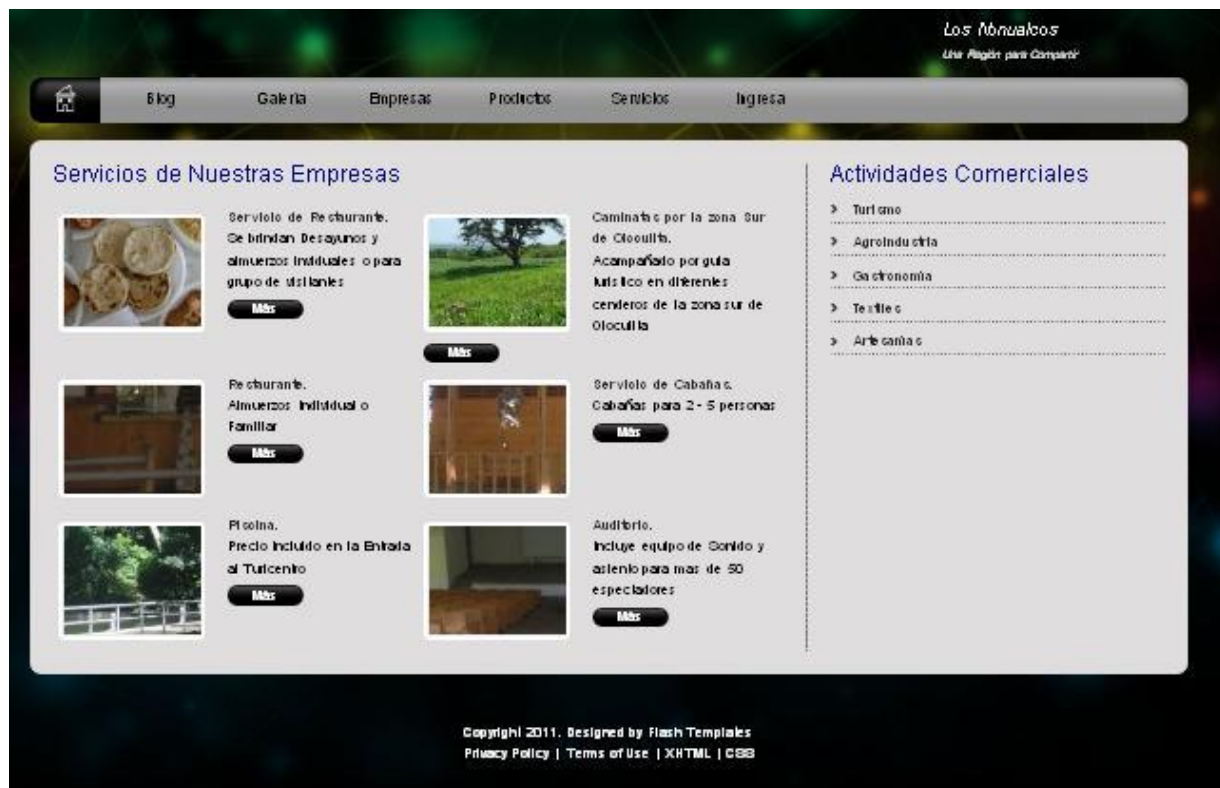 Los Nonualcos
Una Región para Compartir
Blog Galeria Empresas Productos Servicios Ingresa
Servicios de Nuestras Empresas
Servicio de Restaurante.
Se brindan Desayunos y
almuerzos inviduales o para
grupo de visitantes
Más
Caminatas por la zona Sur
de Olocuilta.
Acampañado por guia
turistico en diferentes
cenderos de la zona sur de
Olocuilta
Más
Restaurante.
Almuerzos Individual o
Familiar
Más
Servicio de Cabañas.
Cabañas para 2 - 5 personas
Más
Piscina.
Precio Incluido en la Entrada
al Turicentro
Más
Auditorio.
Incluye equipo de Sonido y
asiento para mas de 50
espectadores
Más
Actividades Comerciales
Turismo
Agroindustria
Gastronomía
Textiles
Artesanías
Copyright 2011. Designed by Flash Templates
Privacy Policy | Terms of Use | XHTML | CSS